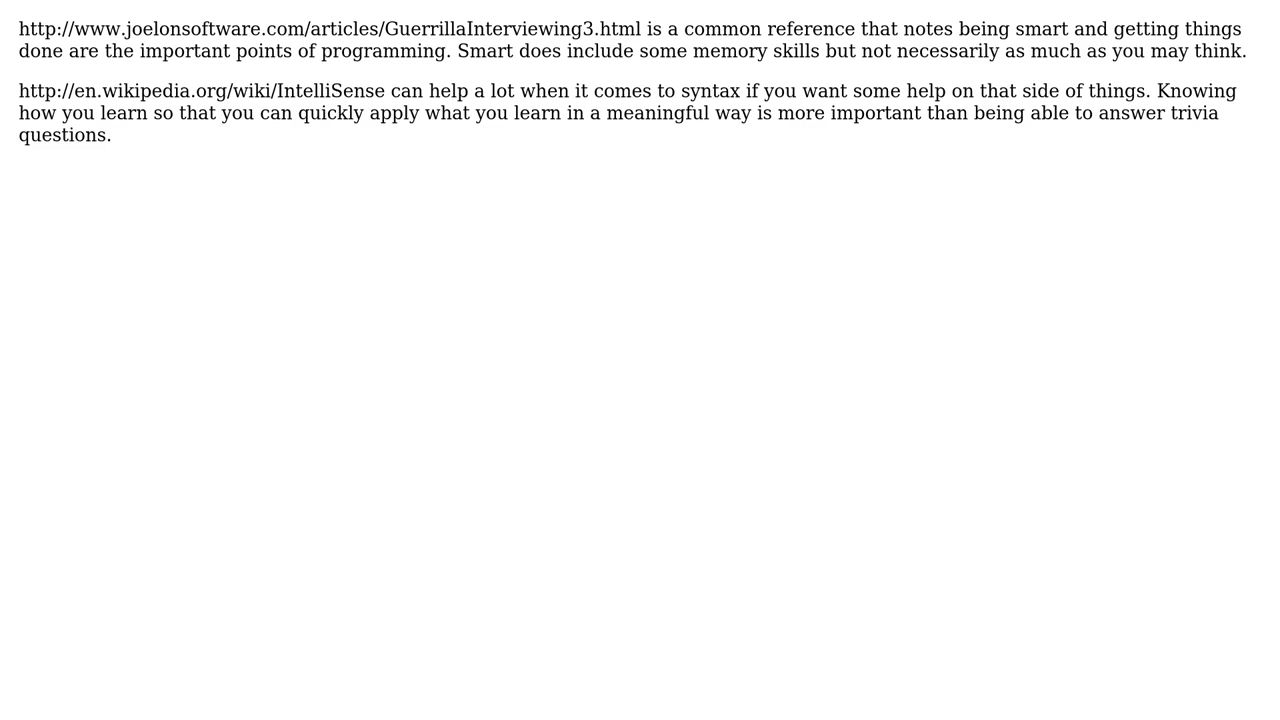 http://www.joelonsoftware.com/articles/GuerrillaInterviewing3.html is a common reference that notes being smart and getting things
done are the important points of programming. Smart does include some memory skills but not necessarily as much as you may think.
http://en.wikipedia.org/wiki/IntelliSense can help a lot when it comes to syntax if you want some help on that side of things. Knowing
how you learn so that you can quickly apply what you learn in a meaningful way is more important than being able to answer trivia
questions.